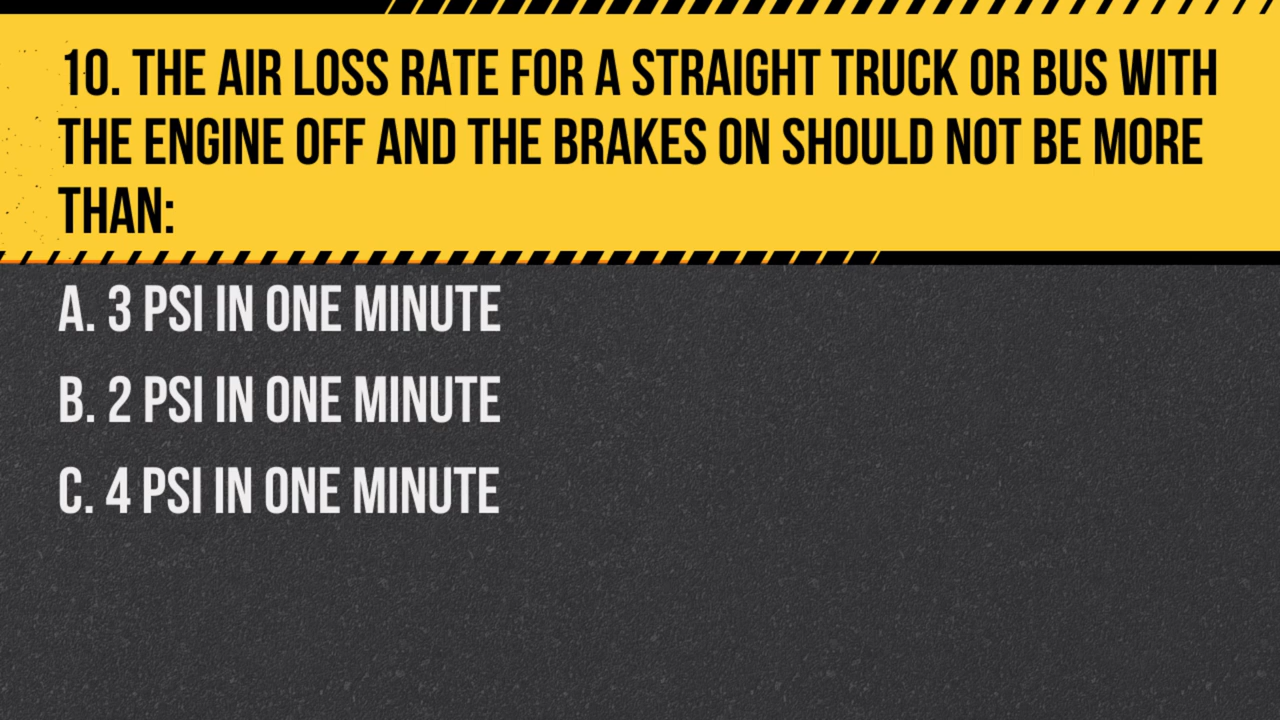 10. THE AIR LOSS RATE FOR A STRAIGHT TRUCK OR BUS WITH
THE ENGINE OFF AND THE BRAKES ON SHOULD NOT BE MORE
THAN:
A. 3 PSI IN ONE MINUTE
B. 2 PSI IN ONE MINUTE
C. 4 PSI IN ONE MINUTE